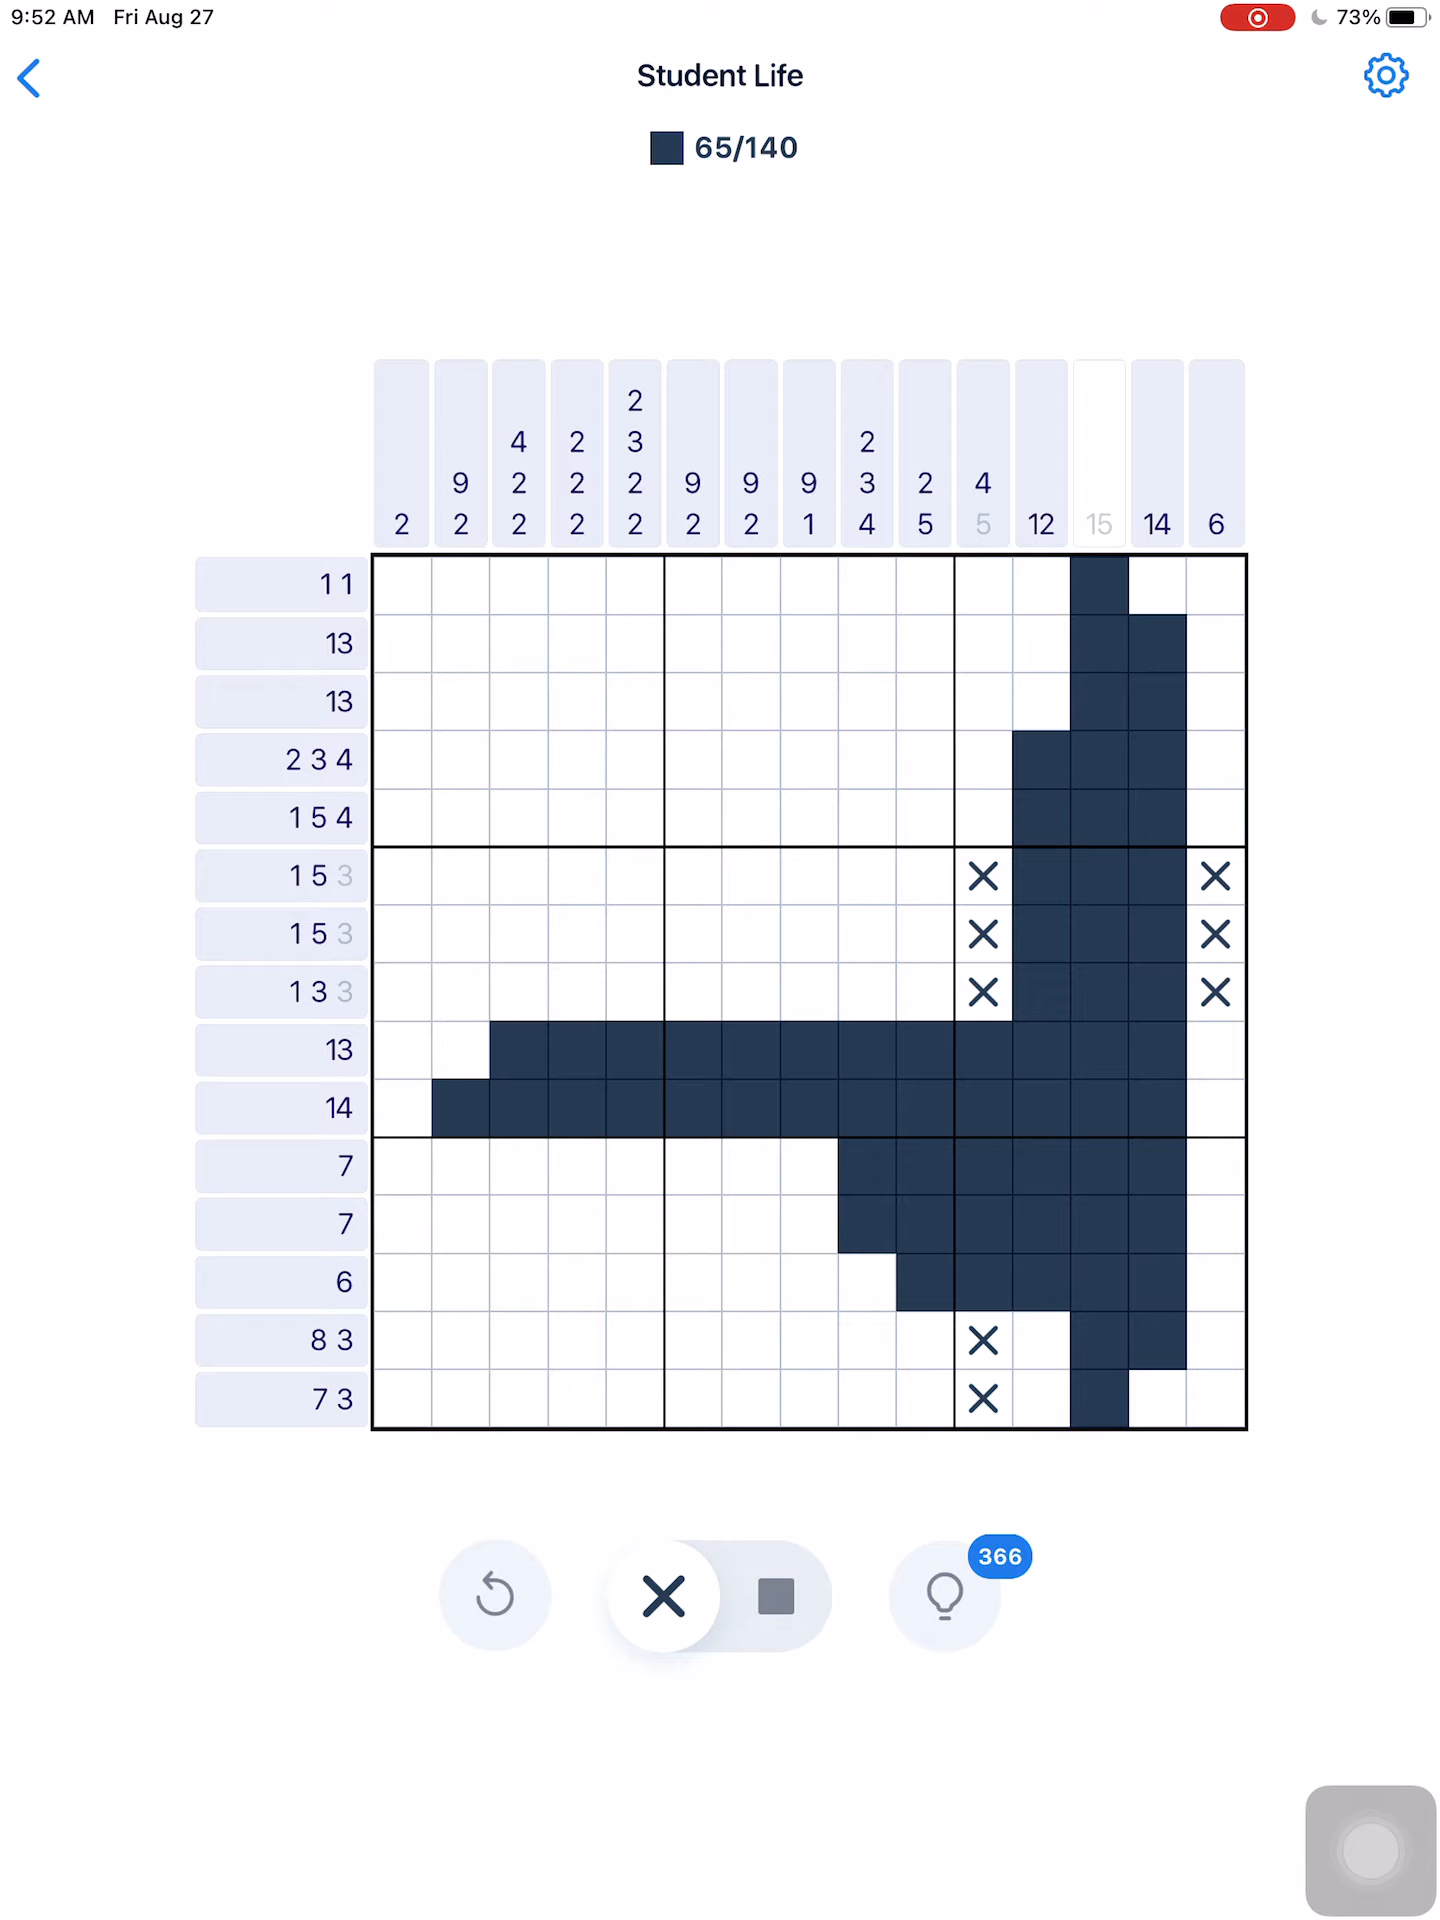 9:52 AM Fri Aug 27
73%
Student Life
65/140
2
4 2 3 2
9 2 2 3 2 9 9 9 3 2 4
2 2 2 2 2 2 2 1 4 5 5 12 15 14 6
1 1
13
13
2 3 4
1 5 4
1 5 3
1 5 3
1 3 3
13
14
7
7
6
8 3
7 3
366